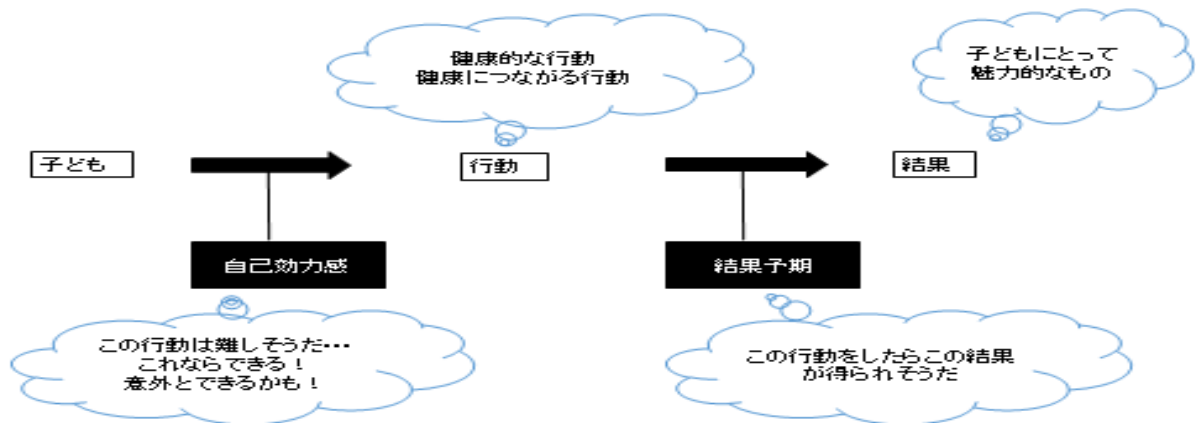 健康的な行動
健康につながる行動
子どもにとって
魅力的なもの
子ども
行動
結果
自己効力感
結果予期
この行動は難しそうだ…
これならできる！
意外とできるかも！
この行動をしたらこの結果
が得られそうだ